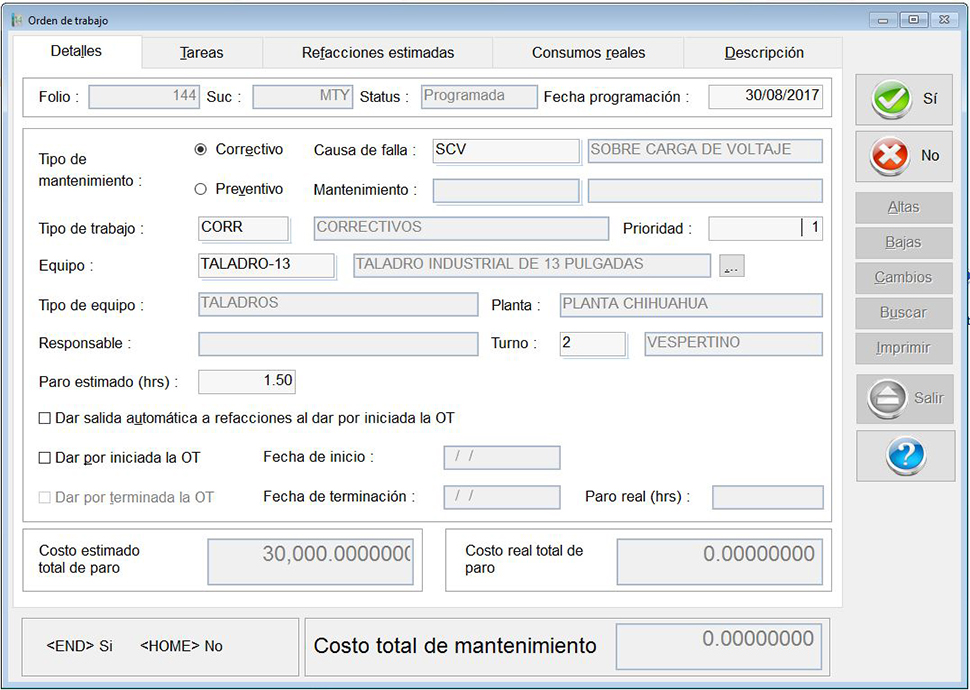 Orden de trabajo
Detalles Tareas Refacciones estimadas Consumos reales Descripción
Folio : 144 Suc : MTY Status : Programada Fecha programación : 30/08/2017
Sí
Tipo de mantenimiento :
Correctivo Causa de falla : SCV SOBRE CARGA DE VOLTAJE
No
Preventivo Mantenimiento :
Altas
Tipo de trabajo : CORR CORRECTIVOS Prioridad : 1
Bajas
Equipo : TALADRO-13 TALADRO INDUSTRIAL DE 13 PULGADAS ...
Cambios
Tipo de equipo : TALADROS Planta : PLANTA CHIHUAHUA
Buscar
Responsable : Turno : 2 VESPERTINO
Imprimir
Paro estimado (hrs) : 1.50
Salir
Dar salida automática a refacciones al dar por iniciada la OT
?
Dar por iniciada la OT Fecha de inicio : / /
Dar por terminada la OT Fecha de terminación : / / Paro real (hrs) :
Costo estimado total de paro 30,000.0000000
Costo real total de paro 0.00000000
<END> Si <HOME> No
Costo total de mantenimiento 0.00000000